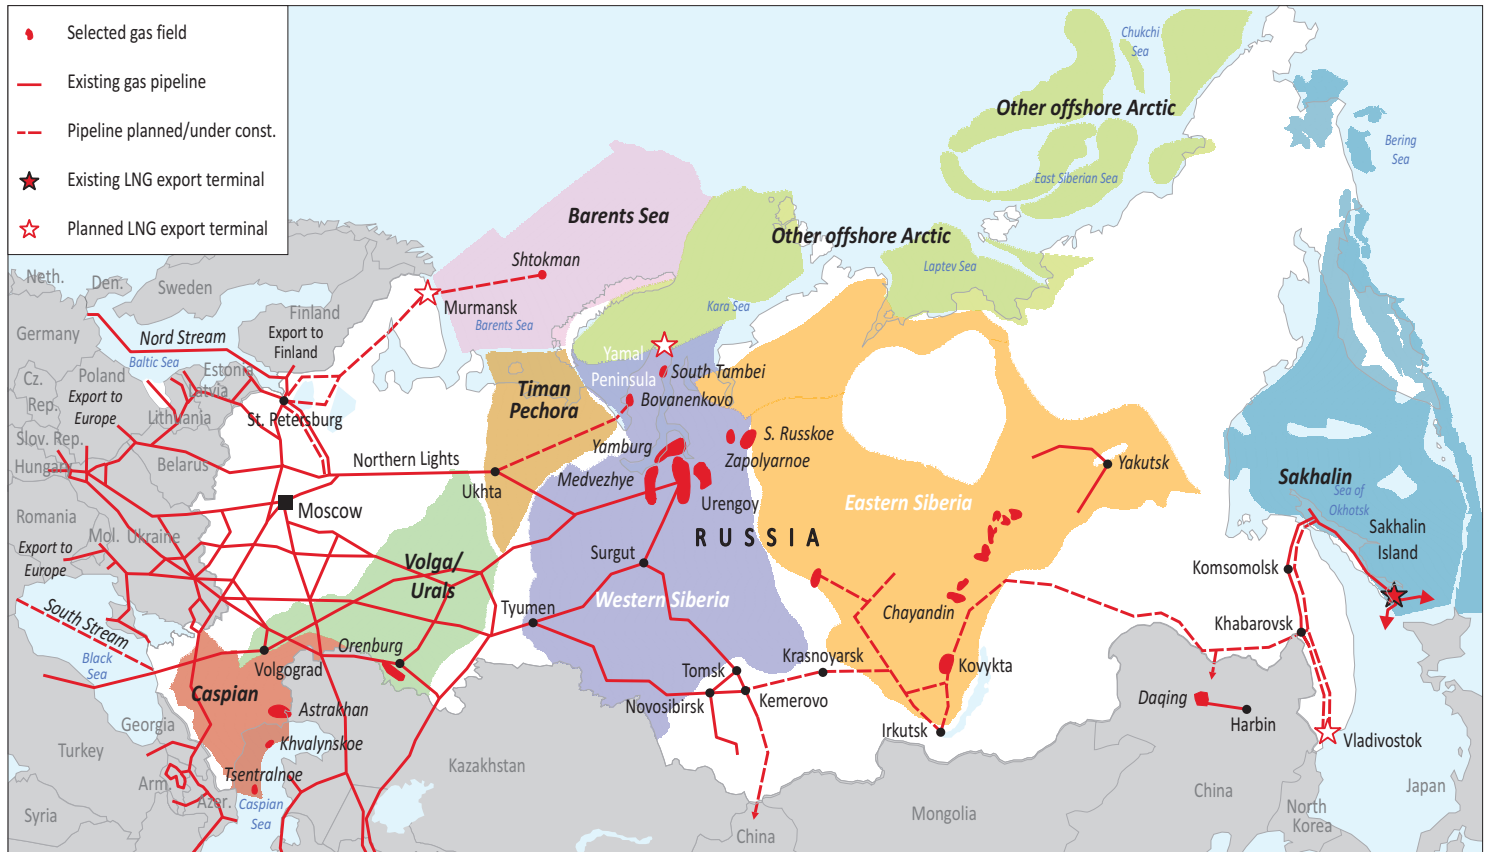 Selected gas field
Existing gas pipeline
Pipeline planned/under const.
Existing LNG export terminal
Planned LNG export terminal
Chukchi
Sea
Other offshore Arctic
Bering
Sea
East Siberian Sea
Barents Sea
Other offshore Arctic
Shtokman
Laptev Sea
Neth.
Den.
Sweden
Murmansk
Kara Sea
Finland
Barents Sea
Germany
Nord Stream
Export to
Finland
Baltic Sea
Estonia
Yamal
Peninsula
South Tambei
Cz.
Rep.
Poland
Latvia
Timan
Pechora
Bovanenkovo
Export to
Europe
Lithuania
St. Petersburg
Slov. Rep.
Yamburg
S. Russkoe
Hungary
Belarus
Northern Lights
Zapolyarnoe
Yakutsk
Ukhta
Medvezhye
Urengoy
Eastern Siberia
Sakhalin
Sea of
Okhotsk
Romania
Moscow
RUSSIA
Sakhalin
Island
Mol.
Ukraine
Export to
Europe
Volga/
Urals
Surgut
Komsomolsk
South Stream
Tyumen
Western Siberia
Chayandin
Khabarovsk
Black
Sea
Volgograd
Orenburg
Tomsk
Krasnoyarsk
Kovykta
Caspian
Astrakhan
Novosibirsk
Kemerovo
Daqing
Harbin
Georgia
Irkutsk
Vladivostok
Turkey
Khvalynskoe
Kazakhstan
Arm.
Tsentralnoe
Azer.
Caspian
Sea
Syria
China
Mongolia
China
North
Korea
Japan